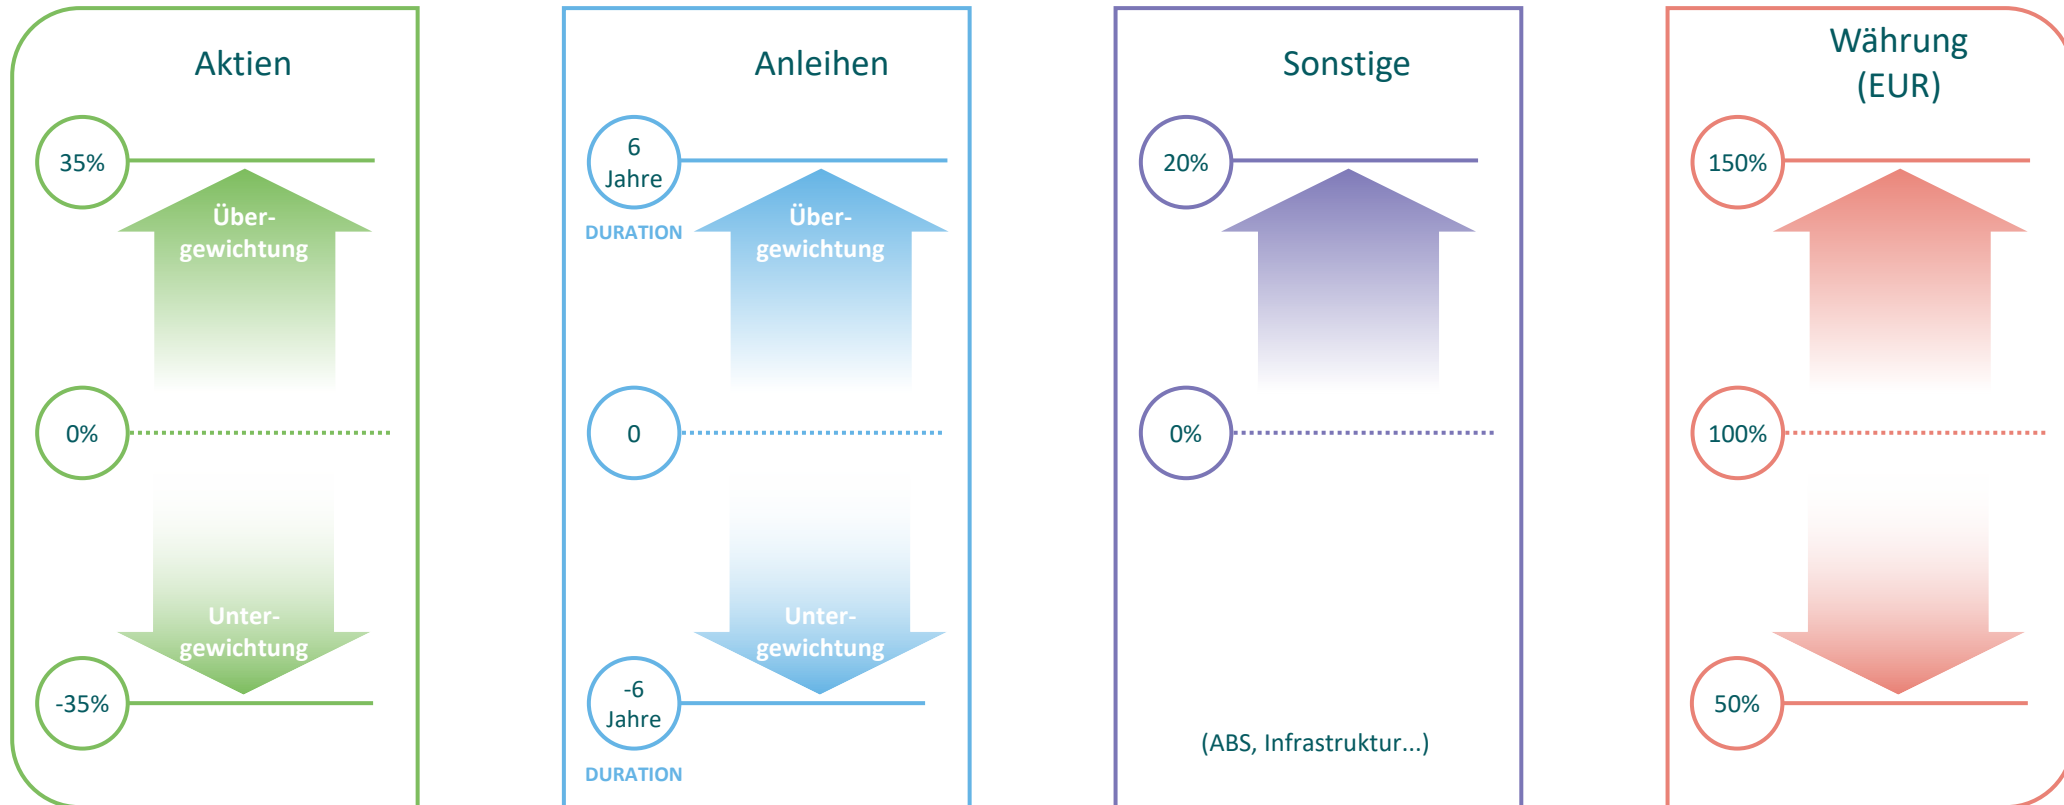 Aktien
35%
Über-
gewichtung
0%
Unter-
gewichtung
-35%
Anleihen
6
Jahre
DURATION
Über-
gewichtung
0
Unter-
gewichtung
-6
Jahre
DURATION
Sonstige
20%
0%
(ABS, Infrastruktur...)
Währung
(EUR)
150%
100%
50%